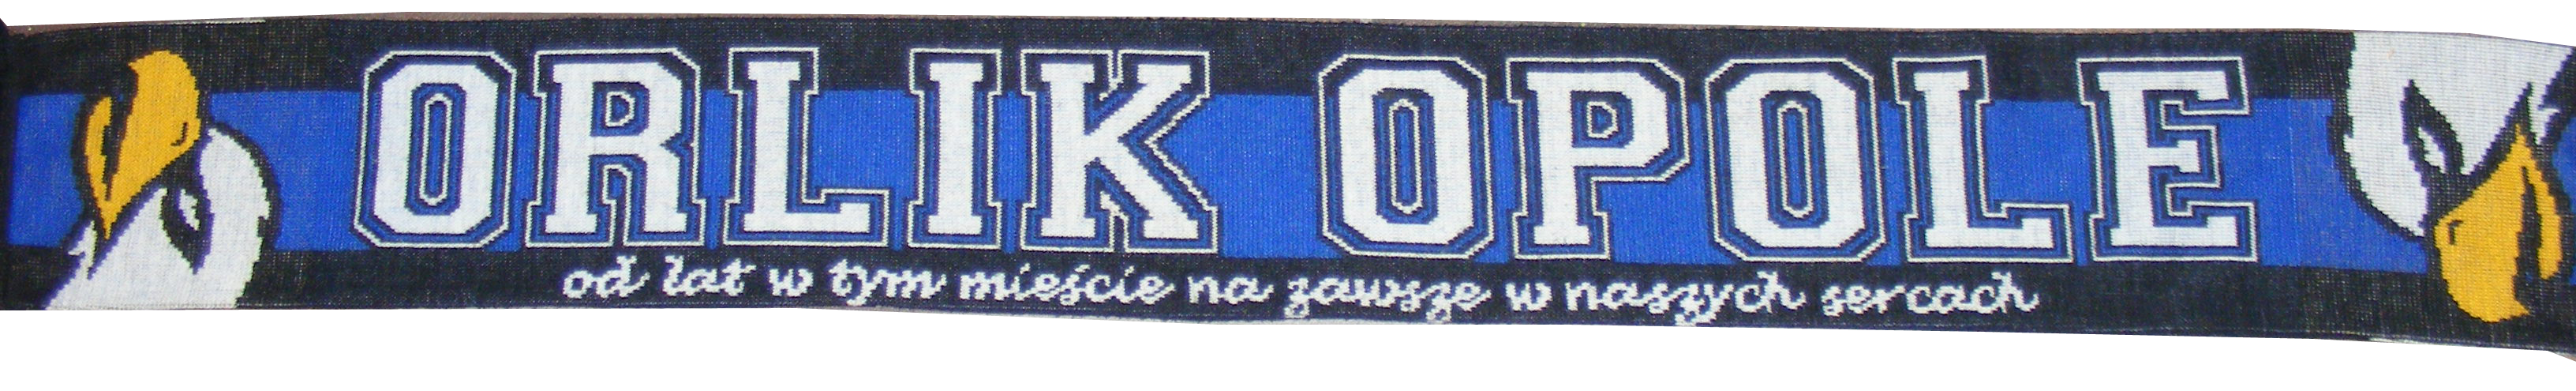 ORLIK OPOLE
od lat w tym mieście na zawsze w naszych sercach